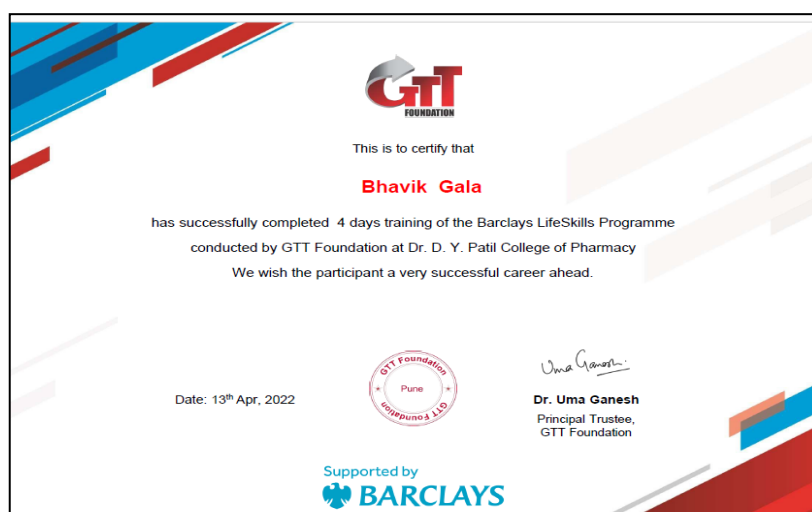 GTT
FOUNDATION
This is to certify that
Bhavik Gala
has successfully completed 4 days training of the Barclays LifeSkills Programme
conducted by GTT Foundation at Dr. D. Y. Patil College of Pharmacy
We wish the participant a very successful career ahead.
GTT Foundation
Pune
GTT Foundation
Uma Ganesh
Date: 13th Apr, 2022
Dr. Uma Ganesh
Principal Trustee,
GTT Foundation
Supported by
BARCLAYS